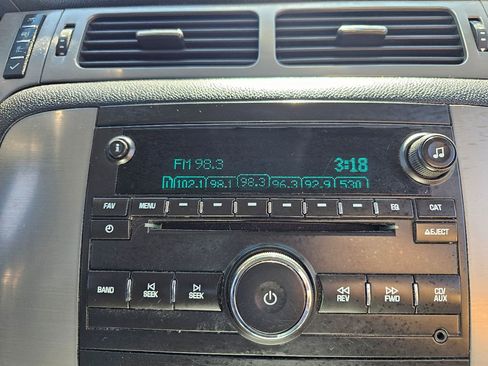 FM 98.3 3:18
1 102.1 98.1 98.3 96.3 92.9 530
FAV MENU EQ CAT
EJECT
BAND SEEK SEEK REV FWD CD/
AUX